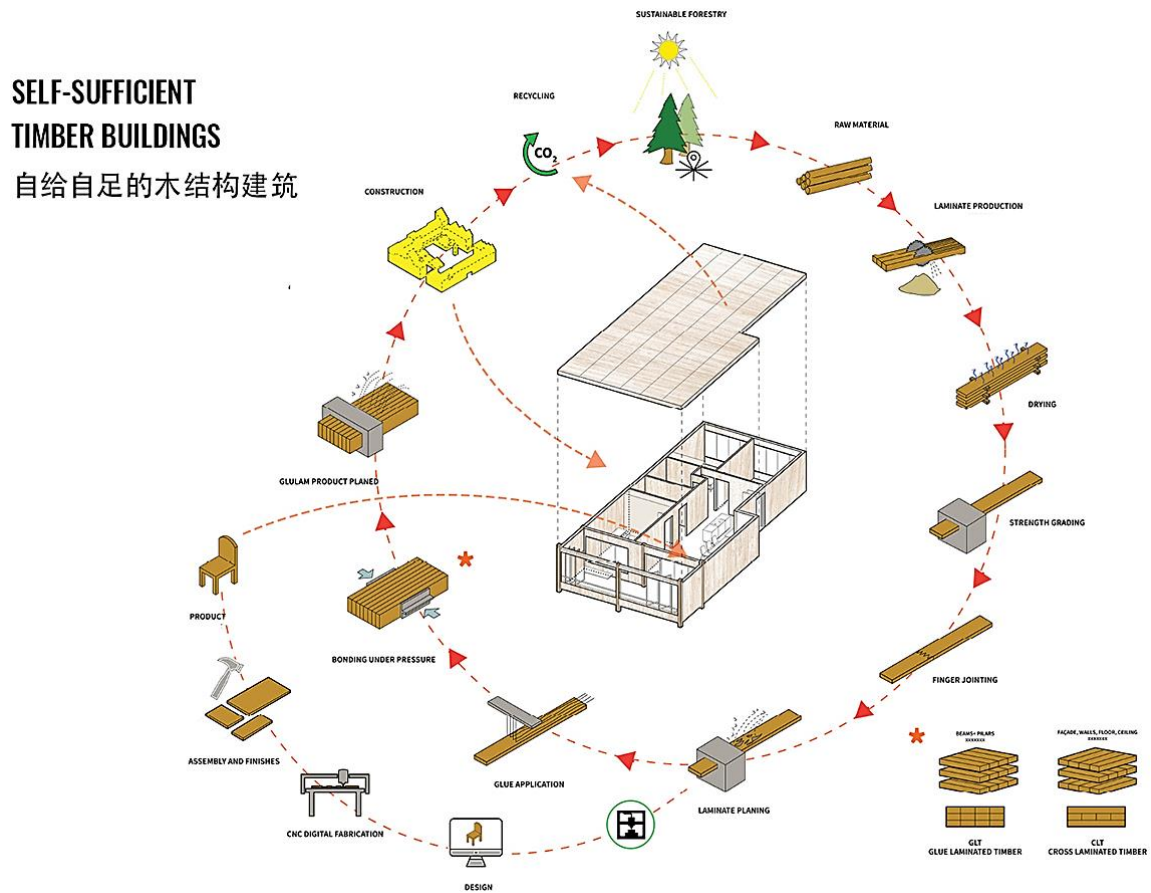 SELF-SUFFICIENT
TIMBER BUILDINGS
自给自足的木结构建筑
SUSTAINABLE FORESTRY
RECYCLING
CO2
RAW MATERIAL
CONSTRUCTION
LAMINATE PRODUCTION
DRYING
GLULAM PRODUCT PLANED
STRENGTH GRADING
PRODUCT
BONDING UNDER PRESSURE
FINGER JOINTING
ASSEMBLY AND FINISHES
GLUE APPLICATION
LAMINATE PLANING
CNC DIGITAL FABRICATION
DESIGN
*
*
BEAMS+ PILARS
XXXXXXX
FAÇADE, WALLS, FLOOR, CEILING
XXXXXXX
GLT
GLUE LAMINATED TIMBER
CLT
CROSS LAMINATED TIMBER